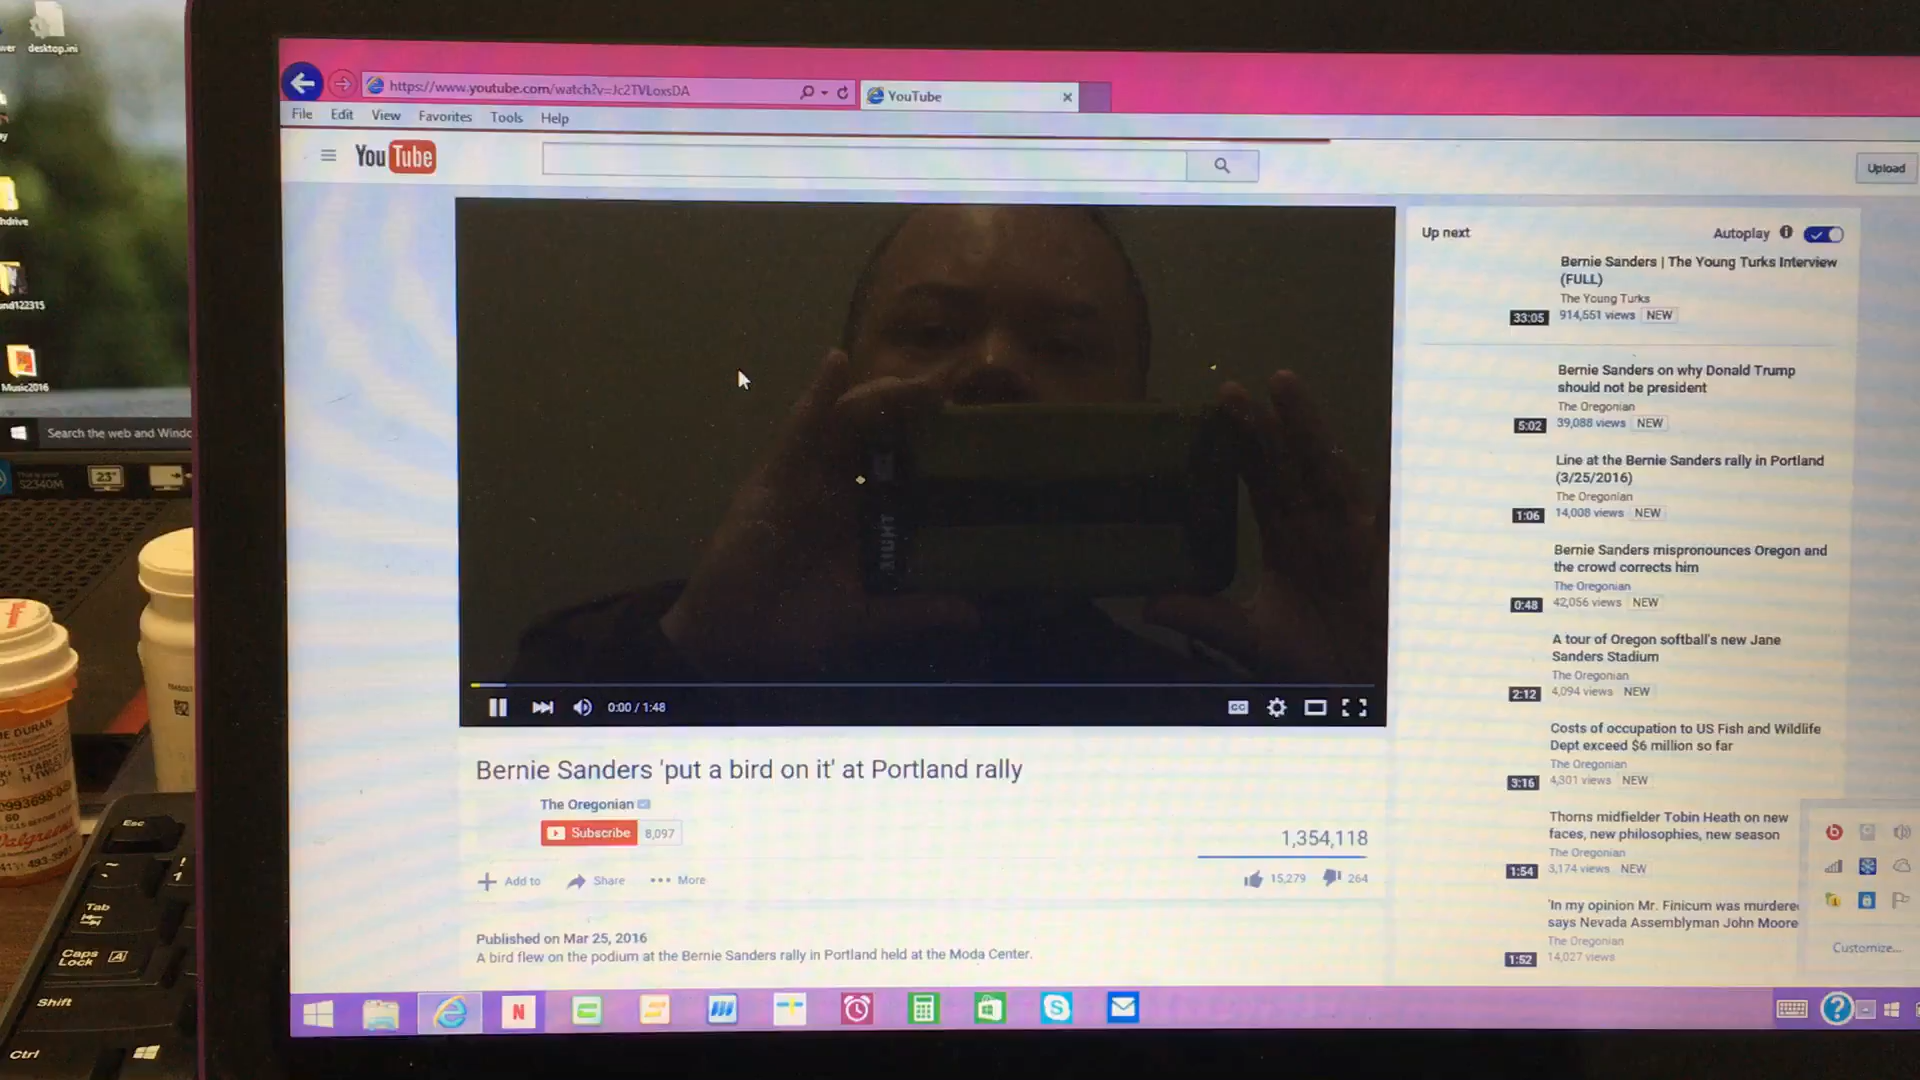 desktop.ini
Music2016
Search the web and Windo
S2340M
23"
https://www.youtube.com/watch?v=Jc2TVLoxsDA
YouTube
File Edit View Favorites Tools Help
YouTube
Upload
0:00 / 1:48
CC
Bernie Sanders 'put a bird on it' at Portland rally
The Oregonian
Subscribe 8,097
1,354,118
Add to Share More
15,279 264
Published on Mar 25, 2016
A bird flew on the podium at the Bernie Sanders rally in Portland held at the Moda Center.
Up next Autoplay
Bernie Sanders | The Young Turks Interview
(FULL)
The Young Turks
33:05 914,551 views NEW
Bernie Sanders on why Donald Trump
should not be president
The Oregonian
5:02 39,088 views NEW
Line at the Bernie Sanders rally in Portland
(3/25/2016)
The Oregonian
1:06 14,008 views NEW
Bernie Sanders mispronounces Oregon and
the crowd corrects him
The Oregonian
0:48 42,056 views NEW
A tour of Oregon softball's new Jane
Sanders Stadium
The Oregonian
2:12 4,094 views NEW
Costs of occupation to US Fish and Wildlife
Dept exceed $6 million so far
The Oregonian
3:16 4,301 views NEW
Thorns midfielder Tobin Heath on new
faces, new philosophies, new season
The Oregonian
1:54 3,174 views NEW
'In my opinion Mr. Finicum was murdered
says Nevada Assemblyman John Moore
The Oregonian
1:52 14,027 views
Customize...
DURAN
60
Walgreens
Esc
Tab
Caps
Lock A
Shift
Ctrl